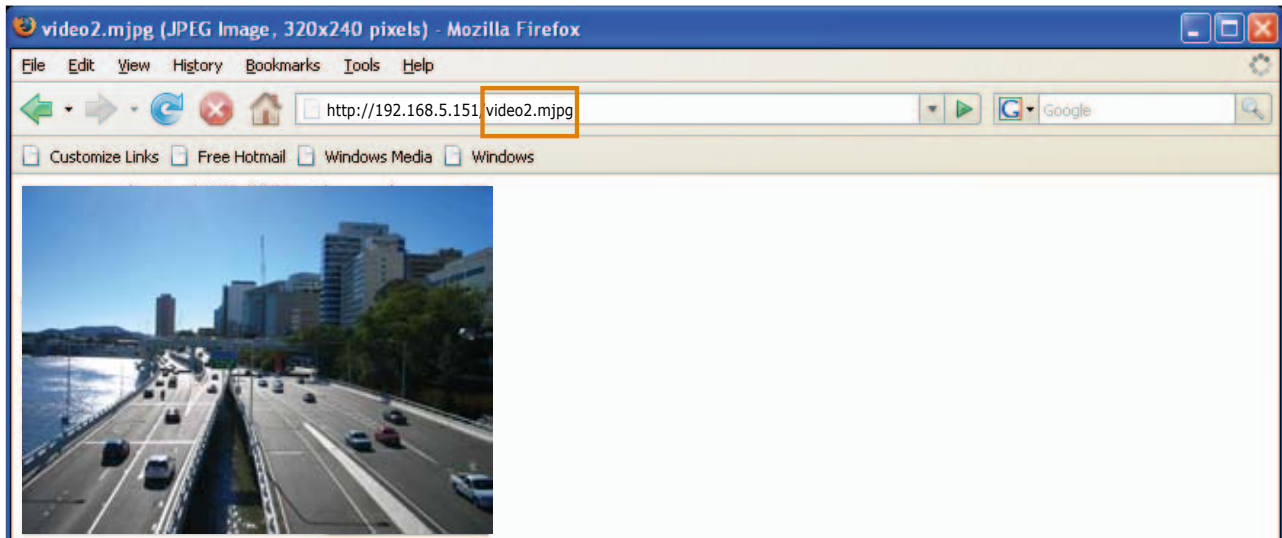 video2.mjpg (JPEG Image, 320x240 pixels) - Mozilla Firefox
File Edit View History Bookmarks Tools Help
http://192.168.5.151/video2.mjpg G Google
Customize Links Free Hotmail Windows Media Windows